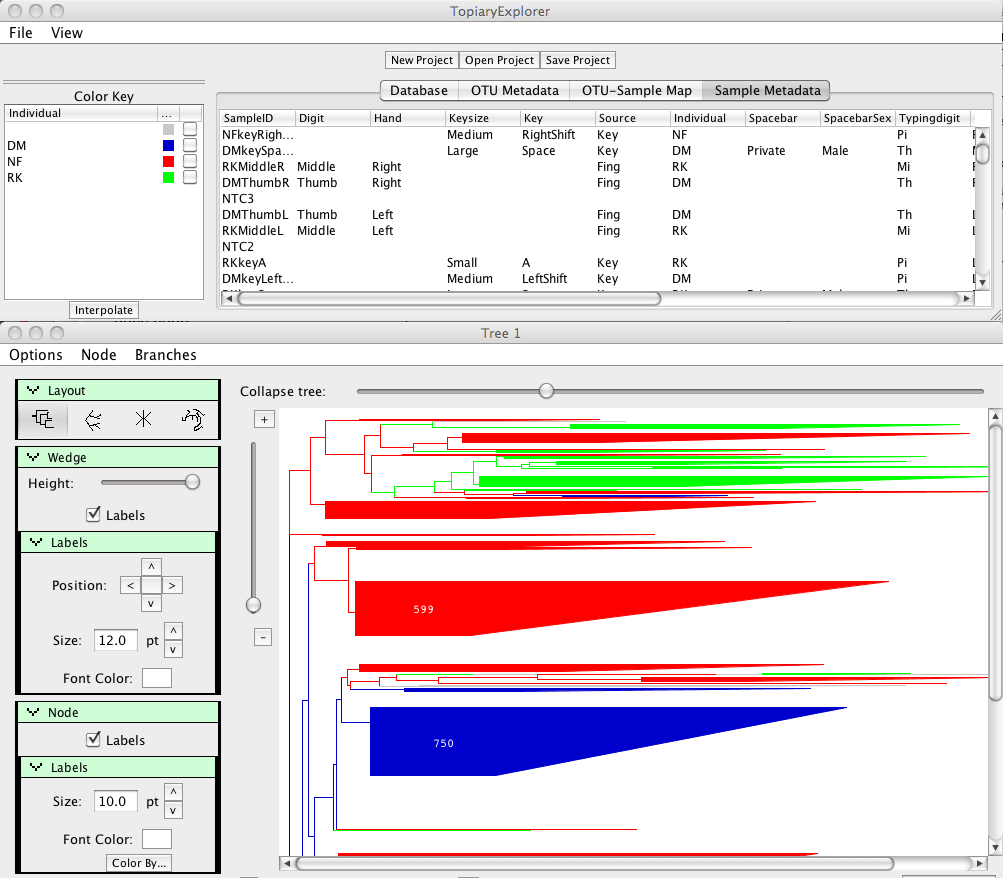 TopiaryExplorer
File View
New Project Open Project Save Project
Database OTU Metadata OTU-Sample Map Sample Metadata
Color Key
Individual ...
DM
NF
RK
Interpolate
SampleID Digit Hand Keysize Key Source Individual Spacebar SpacebarSex Typingdigit
NFkeyRigh... Medium RightShift Key NF Pi
DMkeySpa... Large Space Key DM Private Male Th
RKMiddleR Middle Right Fing RK Mi
DMThumbR Thumb Right Fing DM Th
NTC3
DMThumbL Thumb Left Fing DM Th
RKMiddleL Middle Left Fing RK Mi
NTC2
RKkeyA Small A Key RK Pi
DMkeyLeft... Medium LeftShift Key DM Pi
Tree 1
Options Node Branches
Layout
Collapse tree:
+
-
Wedge
Height:
Labels
Labels
Position: ^ < > v
Size: 12.0 pt ^ v
Font Color:
Node
Labels
Labels
Size: 10.0 pt ^ v
Font Color:
Color By...
599
750